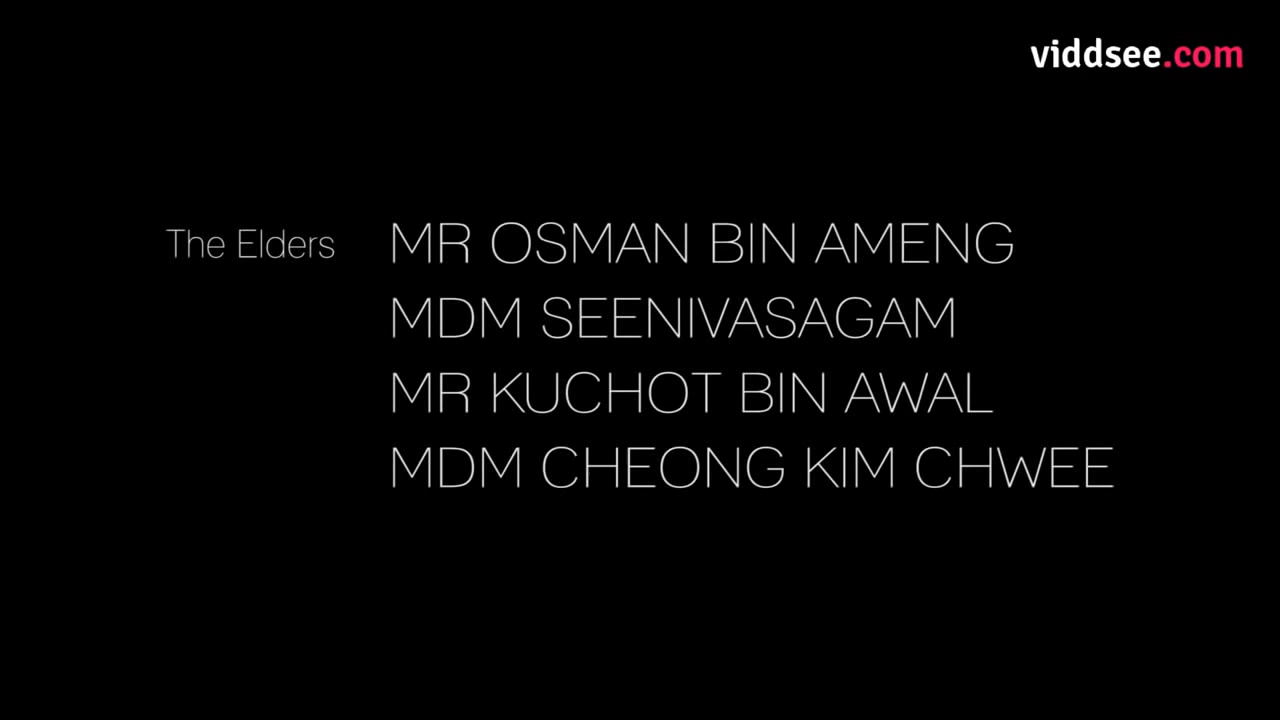 viddsee.com
The Elders MR OSMAN BIN AMENG
MDM SEENIVASAGAM
MR KUCHOT BIN AWAL
MDM CHEONG KIM CHWEE